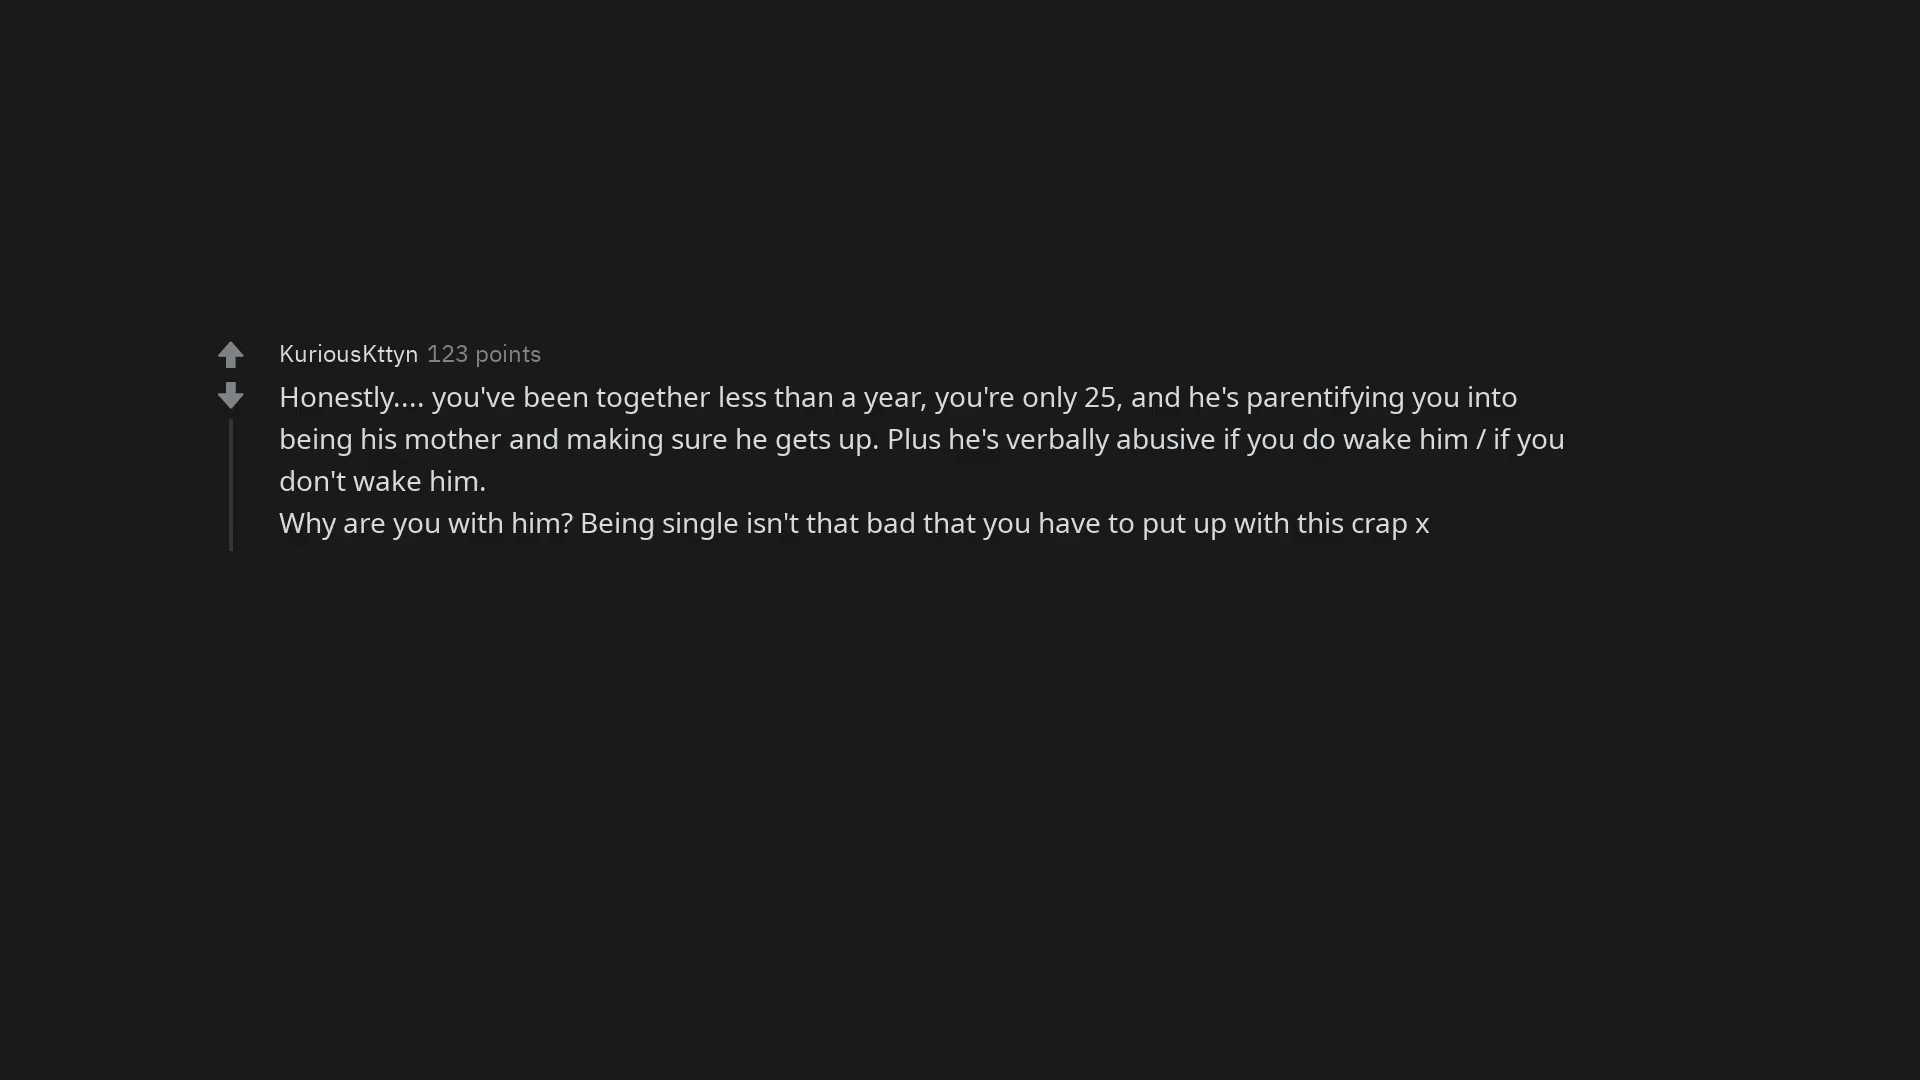 KuriousKttyn 123 points
Honestly.... you've been together less than a year, you're only 25, and he's parentifying you into
being his mother and making sure he gets up. Plus he's verbally abusive if you do wake him / if you
don't wake him.
Why are you with him? Being single isn't that bad that you have to put up with this crap x